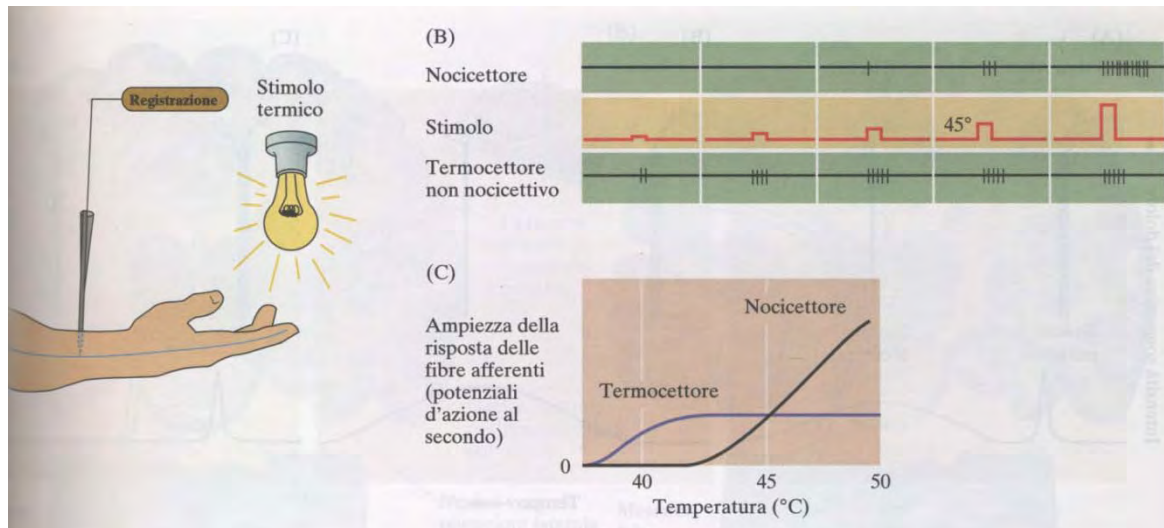 Registrazione
Stimolo
termico
(B)
Nocicettore
Stimolo
45°
Termocettore
non nocicettivo
(C)
Ampiezza della
risposta delle
fibre afferenti
(potenziali
d'azione al
secondo)
Nocicettore
Termocettore
0
40
45
50
Temperatura (°C)